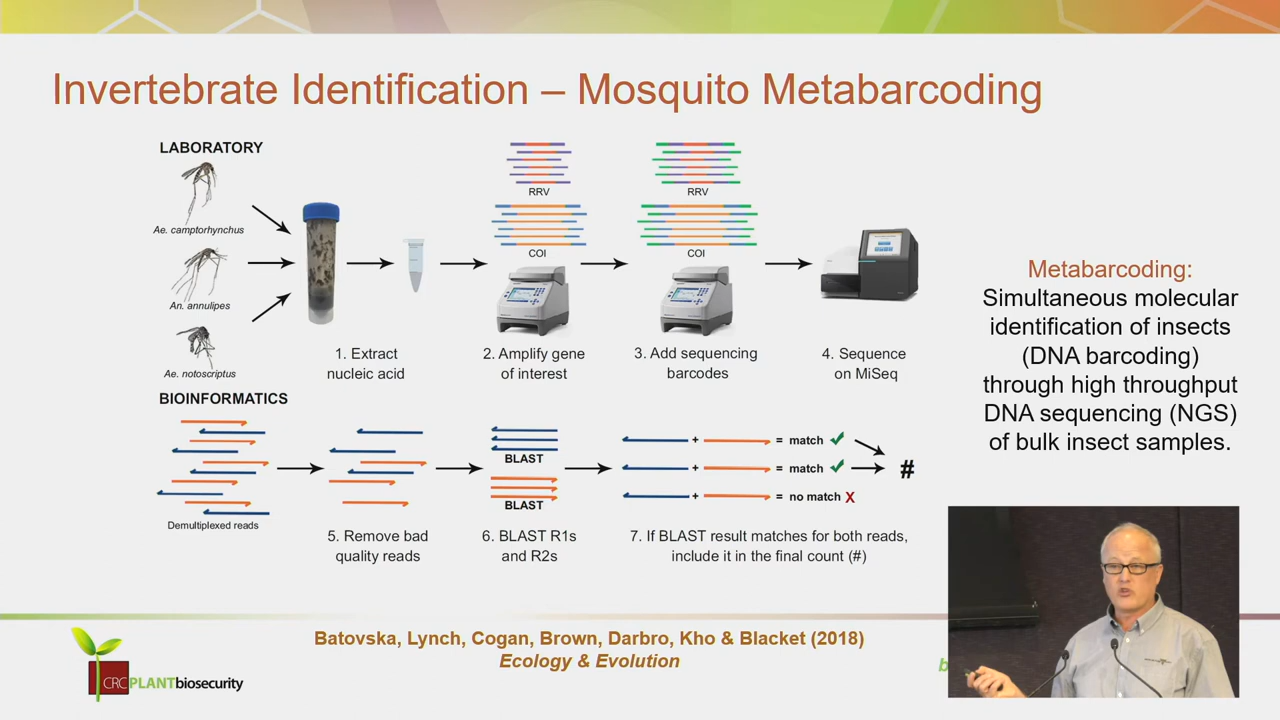 Invertebrate Identification – Mosquito Metabarcoding
LABORATORY
Ae. camptorhynchus
An. annulipes
Ae. notoscriptus
1. Extract
nucleic acid
RRV
COI
2. Amplify gene
of interest
RRV
COI
3. Add sequencing
barcodes
4. Sequence
on MiSeq
Metabarcoding:
Simultaneous molecular
identification of insects
(DNA barcoding)
through high throughput
DNA sequencing (NGS)
of bulk insect samples.
BIOINFORMATICS
Demultiplexed reads
5. Remove bad
quality reads
BLAST
BLAST
6. BLAST R1s
and R2s
+ = match ✓
+ = match ✓
+ = no match X
#
7. If BLAST result matches for both reads,
include it in the final count (#)
Batovska, Lynch, Cogan, Brown, Darbro, Kho & Blacket (2018)
Ecology & Evolution
CRCPLANTbiosecurity